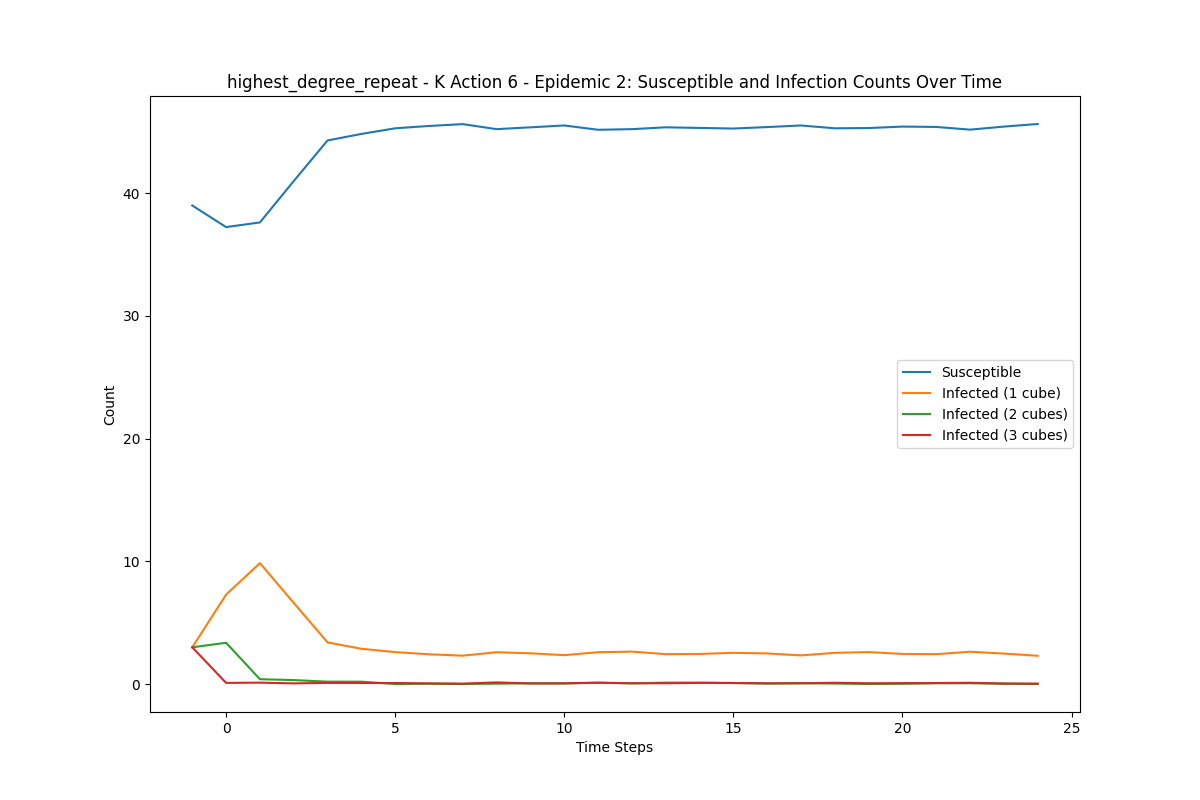 highest_degree_repeat - K Action 6 - Epidemic 2: Susceptible and Infection Counts Over Time
Count
40
30
20
10
0
Susceptible
Infected (1 cube)
Infected (2 cubes)
Infected (3 cubes)
0 5 10 15 20 25
Time Steps